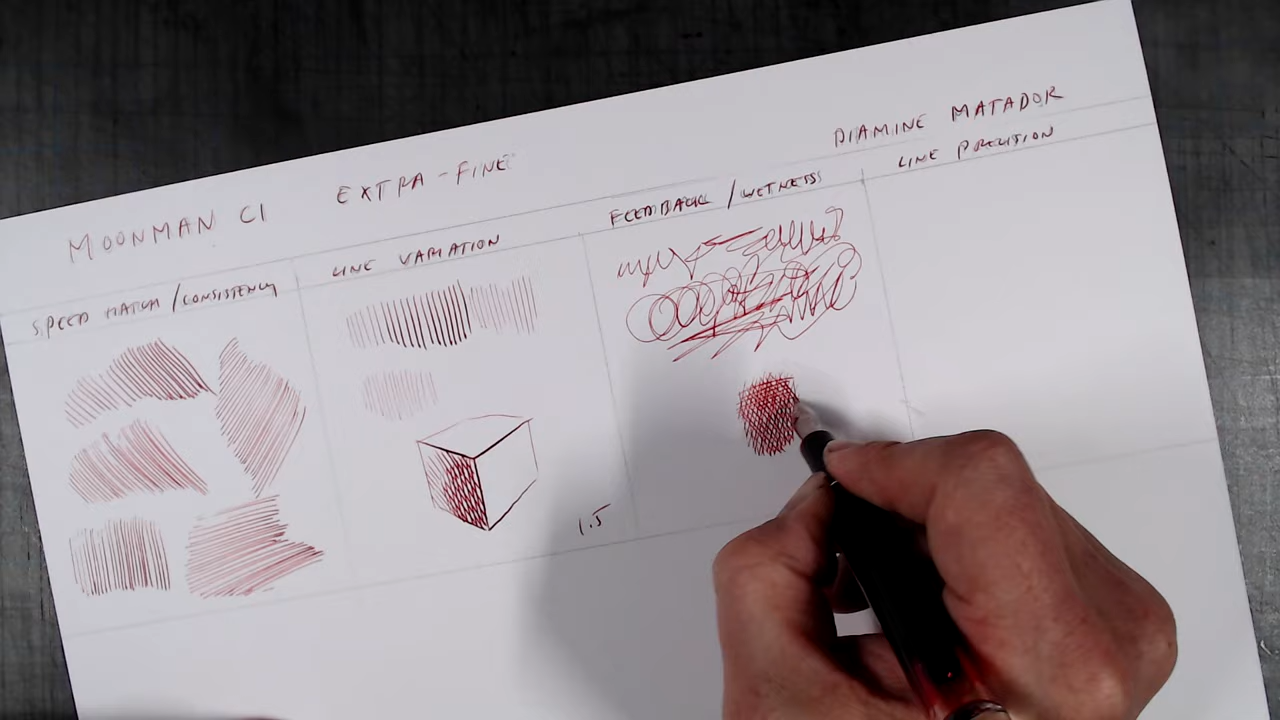 MOONMAN C1 EXTRA-FINE DIAMINE MATADOR
SPEED HATCH/CONSISTENCY LINE VARIATION FEEDBACK/WETNESS LINE PRECISION
1.5